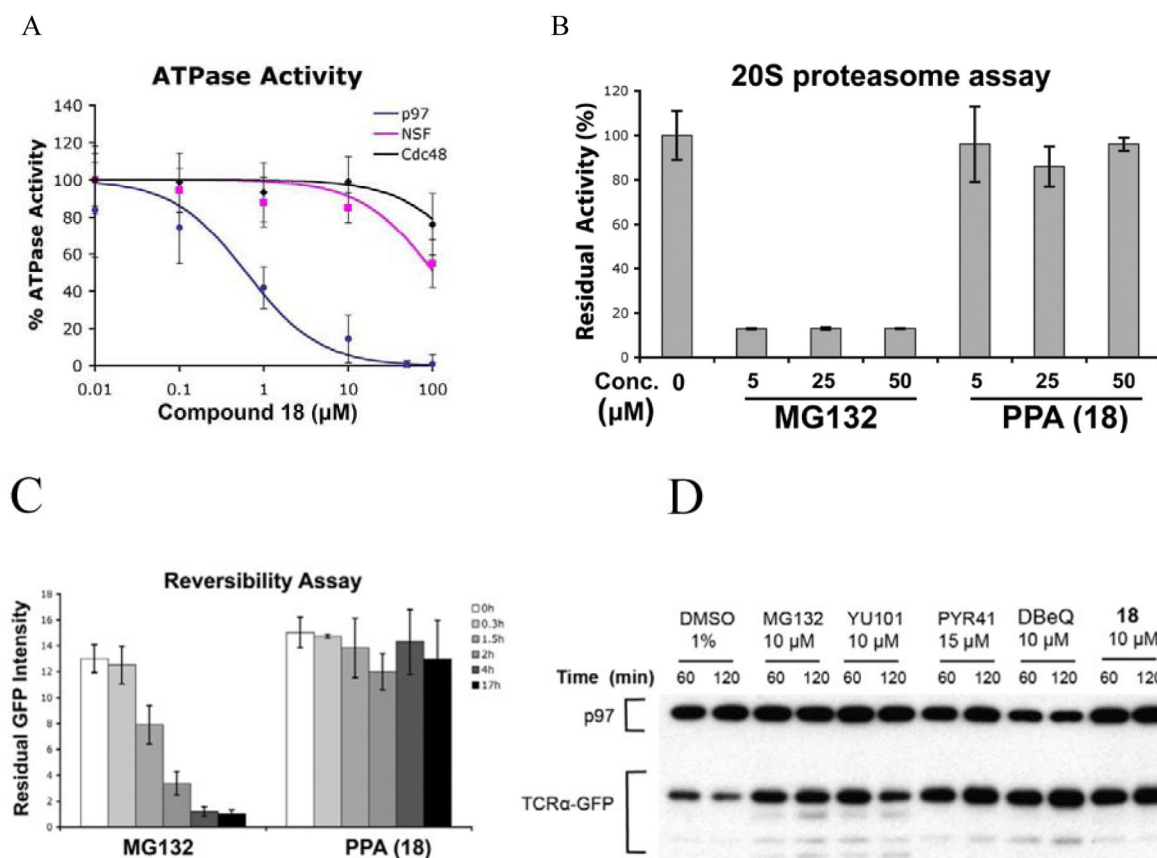 A
ATPase Activity
% ATPase Activity
140
120
100
80
60
40
20
0
p97
NSF
Cdc48
0.01 0.1 1 10 100
Compound 18 (µM)
B
20S proteasome assay
Residual Activity (%)
120
100
80
60
40
20
0
Conc. 0 5 25 50 5 25 50
(µM) MG132 PPA (18)
C
Reversibility Assay
Residual GFP Intensity
18
16
14
12
10
8
6
4
2
0
0h
0.3h
1.5h
2h
4h
17h
MG132 PPA (18)
D
DMSO MG132 YU101 PYR41 DBeQ 18
1% 10 µM 10 µM 15 µM 10 µM 10 µM
Time (min) 60 120 60 120 60 120 60 120 60 120 60 120
p97
TCRα-GFP